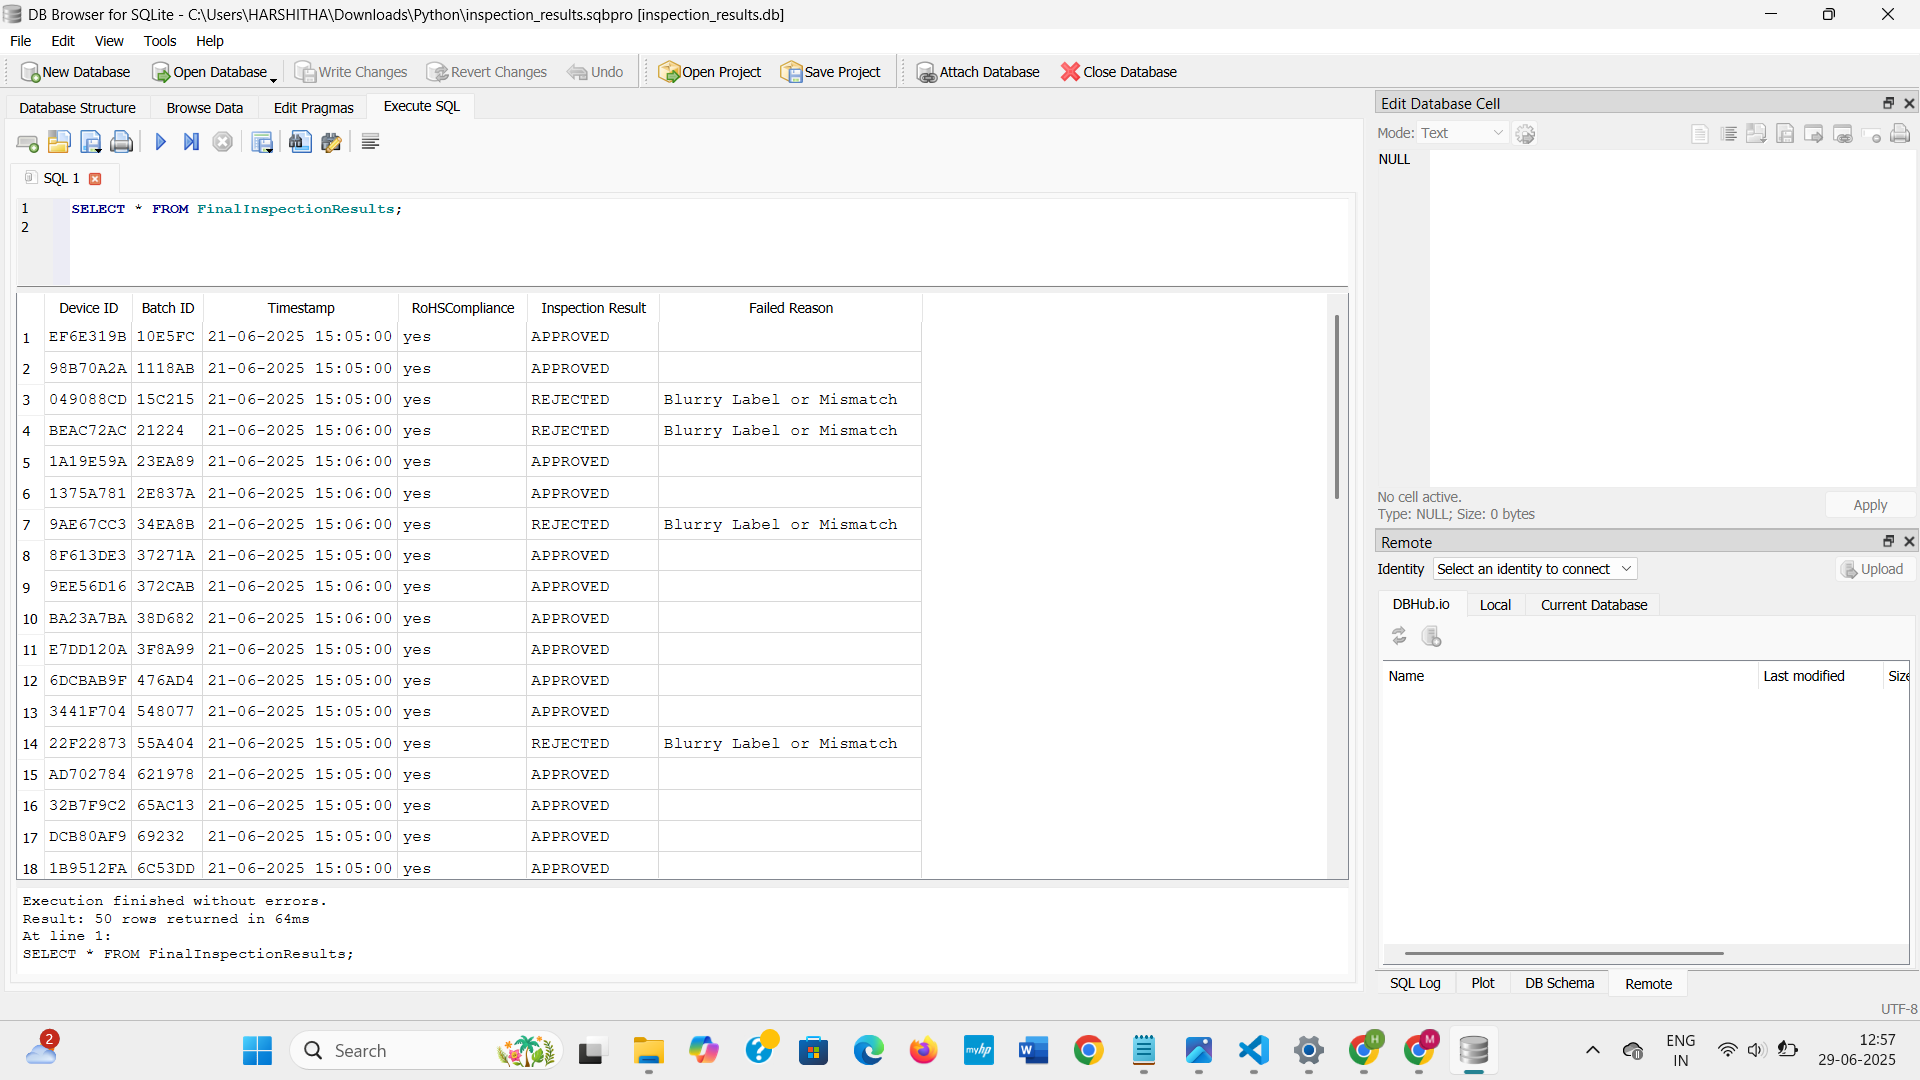 DB Browser for SQLite - C:\Users\HARSHITHA\Downloads\Python\inspection_results.sqbpro [inspection_results.db]
File Edit View Tools Help
New Database Open Database Write Changes Revert Changes Undo Open Project Save Project Attach Database Close Database
Database Structure Browse Data Edit Pragmas Execute SQL
SQL 1
1 SELECT * FROM FinalInspectionResults;
2
Device ID Batch ID Timestamp RoHSCompliance Inspection Result Failed Reason
1 EF6E319B 10E5FC 21-06-2025 15:05:00 yes APPROVED
2 98B70A2A 1118AB 21-06-2025 15:05:00 yes APPROVED
3 049088CD 15C215 21-06-2025 15:05:00 yes REJECTED Blurry Label or Mismatch
4 BEAC72AC 21224 21-06-2025 15:06:00 yes REJECTED Blurry Label or Mismatch
5 1A19E59A 23EA89 21-06-2025 15:06:00 yes APPROVED
6 1375A781 2E837A 21-06-2025 15:06:00 yes APPROVED
7 9AE67CC3 34EA8B 21-06-2025 15:06:00 yes REJECTED Blurry Label or Mismatch
8 8F613DE3 37271A 21-06-2025 15:05:00 yes APPROVED
9 9EE56D16 372CAB 21-06-2025 15:06:00 yes APPROVED
10 BA23A7BA 38D682 21-06-2025 15:06:00 yes APPROVED
11 E7DD120A 3F8A99 21-06-2025 15:05:00 yes APPROVED
12 6DCBAB9F 476AD4 21-06-2025 15:05:00 yes APPROVED
13 3441F704 548077 21-06-2025 15:05:00 yes APPROVED
14 22F22873 55A404 21-06-2025 15:05:00 yes REJECTED Blurry Label or Mismatch
15 AD702784 621978 21-06-2025 15:05:00 yes APPROVED
16 32B7F9C2 65AC13 21-06-2025 15:05:00 yes APPROVED
17 DCB80AF9 69232 21-06-2025 15:05:00 yes APPROVED
18 1B9512FA 6C53DD 21-06-2025 15:05:00 yes APPROVED
Execution finished without errors.
Result: 50 rows returned in 64ms
At line 1:
SELECT * FROM FinalInspectionResults;
Edit Database Cell
Mode: Text
NULL
No cell active.
Type: NULL; Size: 0 bytes
Apply
Remote
Identity Select an identity to connect Upload
DBHub.io Local Current Database
Name Last modified Size
SQL Log Plot DB Schema Remote
UTF-8
2
Search
myhp
W
H
M
ENG
IN
12:57
29-06-2025